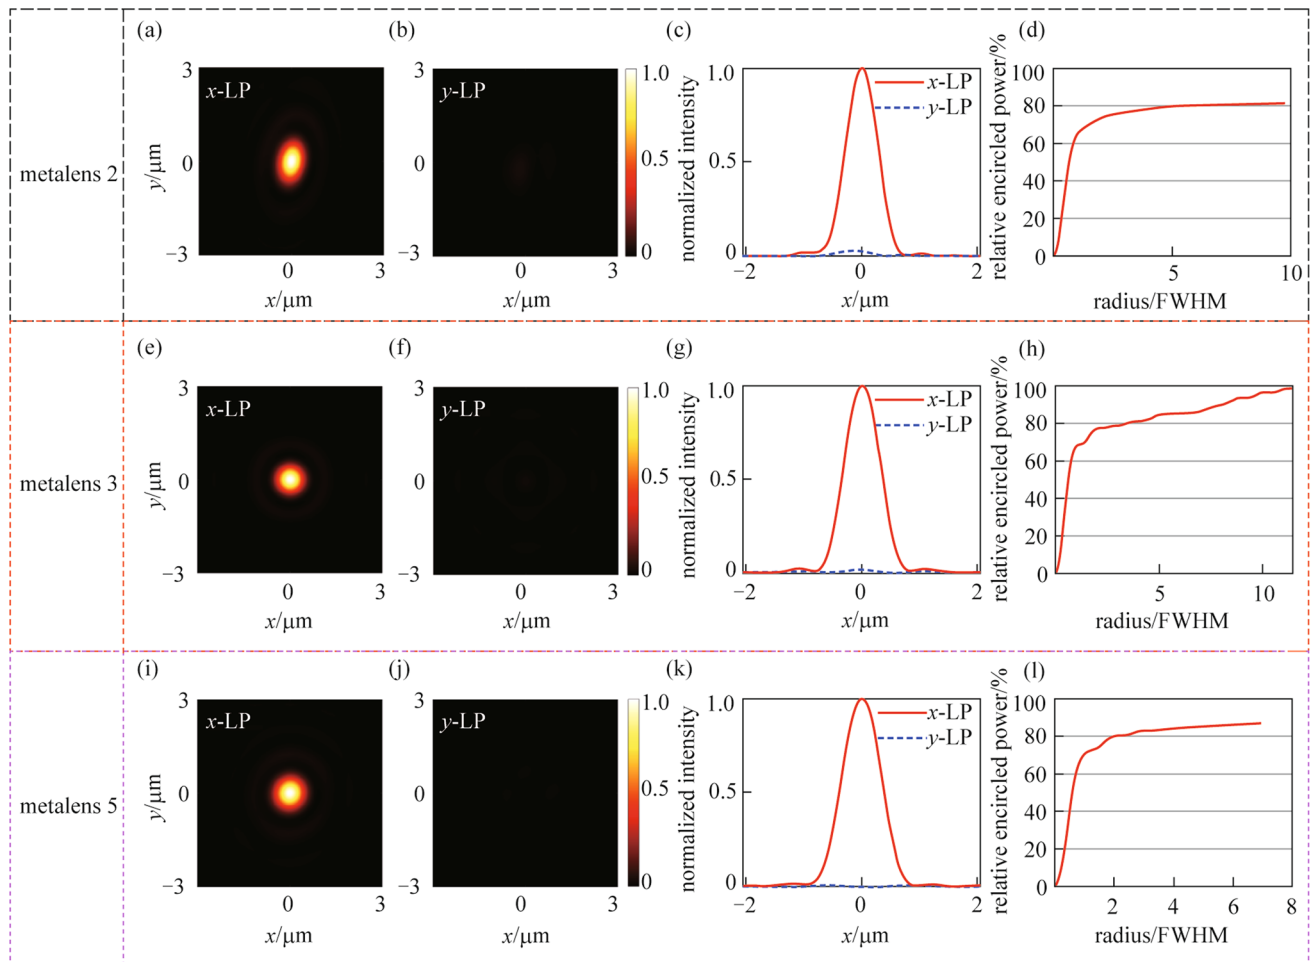 metalens 2
(a)
3
x-LP
y/μm
0
−3
0
3
x/μm
(b)
3
y-LP
0
−3
0
3
x/μm
1.0
0.5
0
(c)
normalized intensity
1.0
0.5
0
x-LP
y-LP
−2
0
2
x/μm
(d)
relative encircled power/%
100
80
60
40
20
0
5
10
radius/FWHM
metalens 3
(e)
3
x-LP
y/μm
0
−3
0
3
x/μm
(f)
3
y-LP
0
−3
0
3
x/μm
1.0
0.5
0
(g)
normalized intensity
1.0
0.5
0
x-LP
y-LP
−2
0
2
x/μm
(h)
relative encircled power/%
100
80
60
40
20
0
5
10
radius/FWHM
metalens 5
(i)
3
x-LP
y/μm
0
−3
0
3
x/μm
(j)
3
y-LP
0
−3
0
3
x/μm
1.0
0.5
0
(k)
normalized intensity
1.0
0.5
0
x-LP
y-LP
−2
0
2
x/μm
(l)
relative encircled power/%
100
80
60
40
20
0
2
4
6
8
radius/FWHM